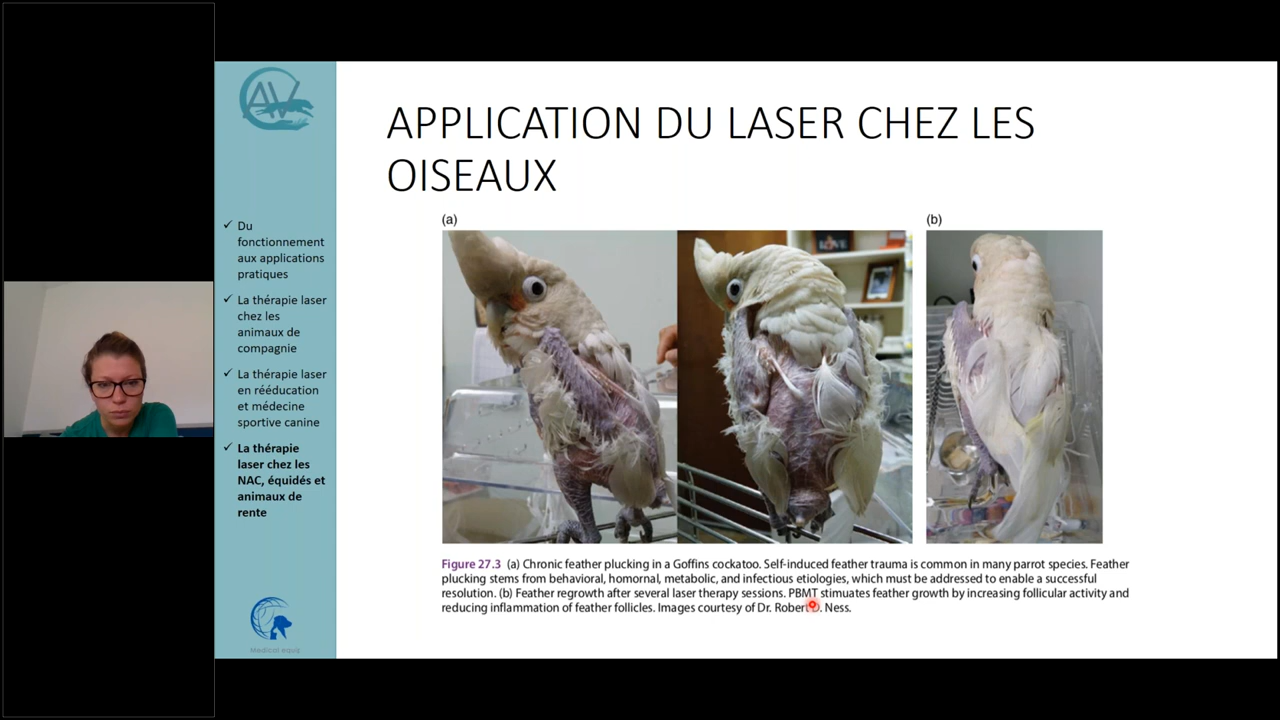 APPLICATION DU LASER CHEZ LES
OISEAUX
AV
✓ Du
fonctionnement
aux applications
pratiques
✓ La thérapie laser
chez les
animaux de
compagnie
✓ La thérapie laser
en rééducation
et médecine
sportive canine
✓ La thérapie
laser chez les
NAC, équidés et
animaux de
rente
Medical equa
(a)
(b)
Figure 27.3 (a) Chronic feather plucking in a Goffins cockatoo. Self-induced feather trauma is common in many parrot species. Feather
plucking stems from behavioral, homornal, metabolic, and infectious etiologies, which must be addressed to enable a successful
resolution. (b) Feather regrowth after several laser therapy sessions. PBMT stimuates feather growth by increasing follicular activity and
reducing inflammation of feather follicles. Images courtesy of Dr. Robert D. Ness.